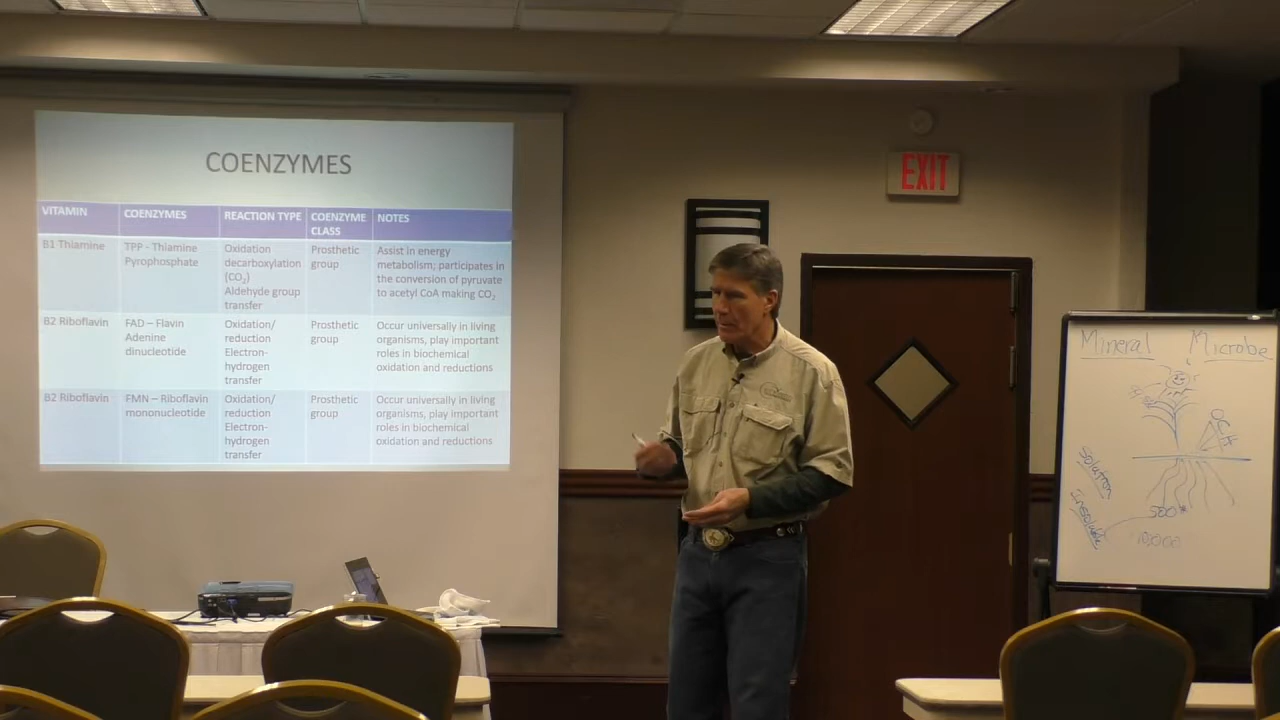 COENZYMES
VITAMIN COENZYMES REACTION TYPE COENZYME CLASS NOTES
B1 Thiamine
TPP - Thiamine
Pyrophosphate
Oxidation
decarboxylation
(CO₂)
Aldehyde group
transfer
Prosthetic
group
Assist in energy
metabolism; participates in
the conversion of pyruvate
to acetyl CoA making CO₂
B2 Riboflavin
FAD – Flavin
Adenine
dinucleotide
Oxidation/
reduction
Electron-
hydrogen
transfer
Prosthetic
group
Occur universally in living
organisms, play important
roles in biochemical
oxidation and reductions
B2 Riboflavin
FMN – Riboflavin
mononucleotide
Oxidation/
reduction
Electron-
hydrogen
transfer
Prosthetic
group
Occur universally in living
organisms, play important
roles in biochemical
oxidation and reductions
EXIT
Mineral Microbe
Solution
Insoluble
500